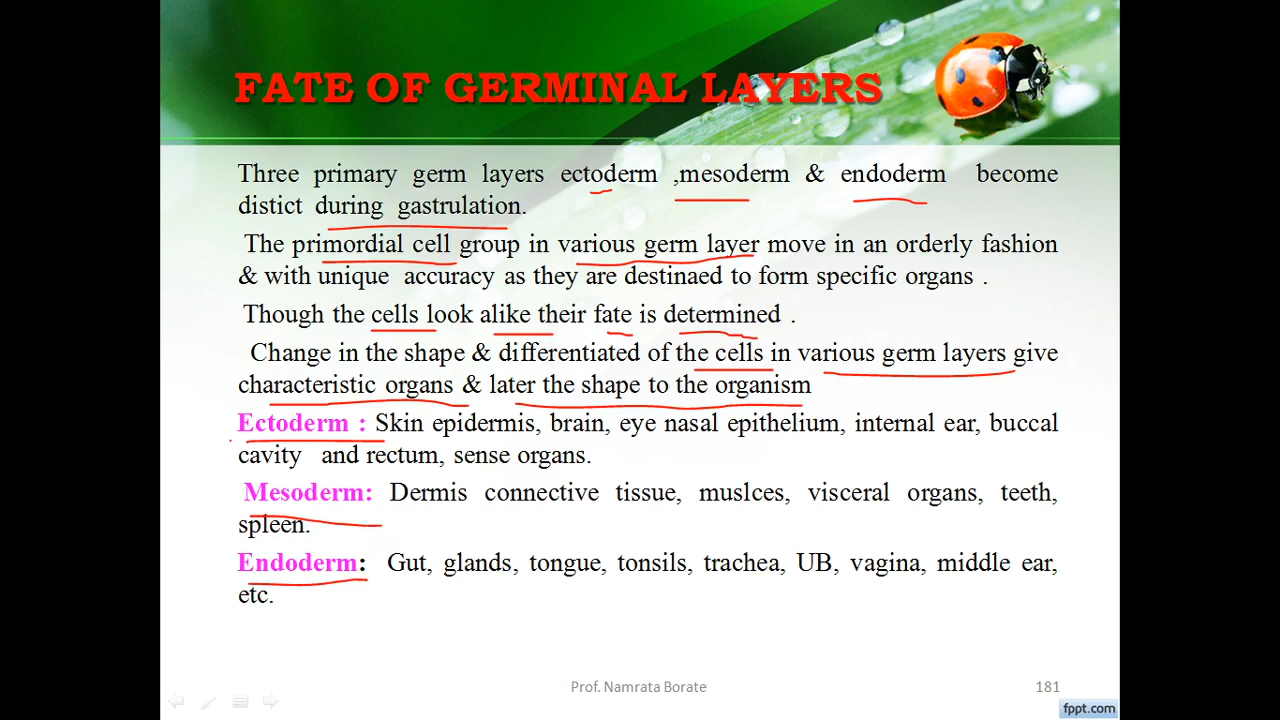 FATE OF GERMINAL LAYERS
Three primary germ layers ectoderm ,mesoderm & endoderm become
distict during gastrulation.
The primordial cell group in various germ layer move in an orderly fashion
& with unique accuracy as they are destinaed to form specific organs .
Though the cells look alike their fate is determined .
Change in the shape & differentiated of the cells in various germ layers give
characteristic organs & later the shape to the organism
Ectoderm : Skin epidermis, brain, eye nasal epithelium, internal ear, buccal
cavity and rectum, sense organs.
Mesoderm: Dermis connective tissue, muslces, visceral organs, teeth,
spleen.
Endoderm: Gut, glands, tongue, tonsils, trachea, UB, vagina, middle ear,
etc.
Prof. Namrata Borate
181
fppt.com